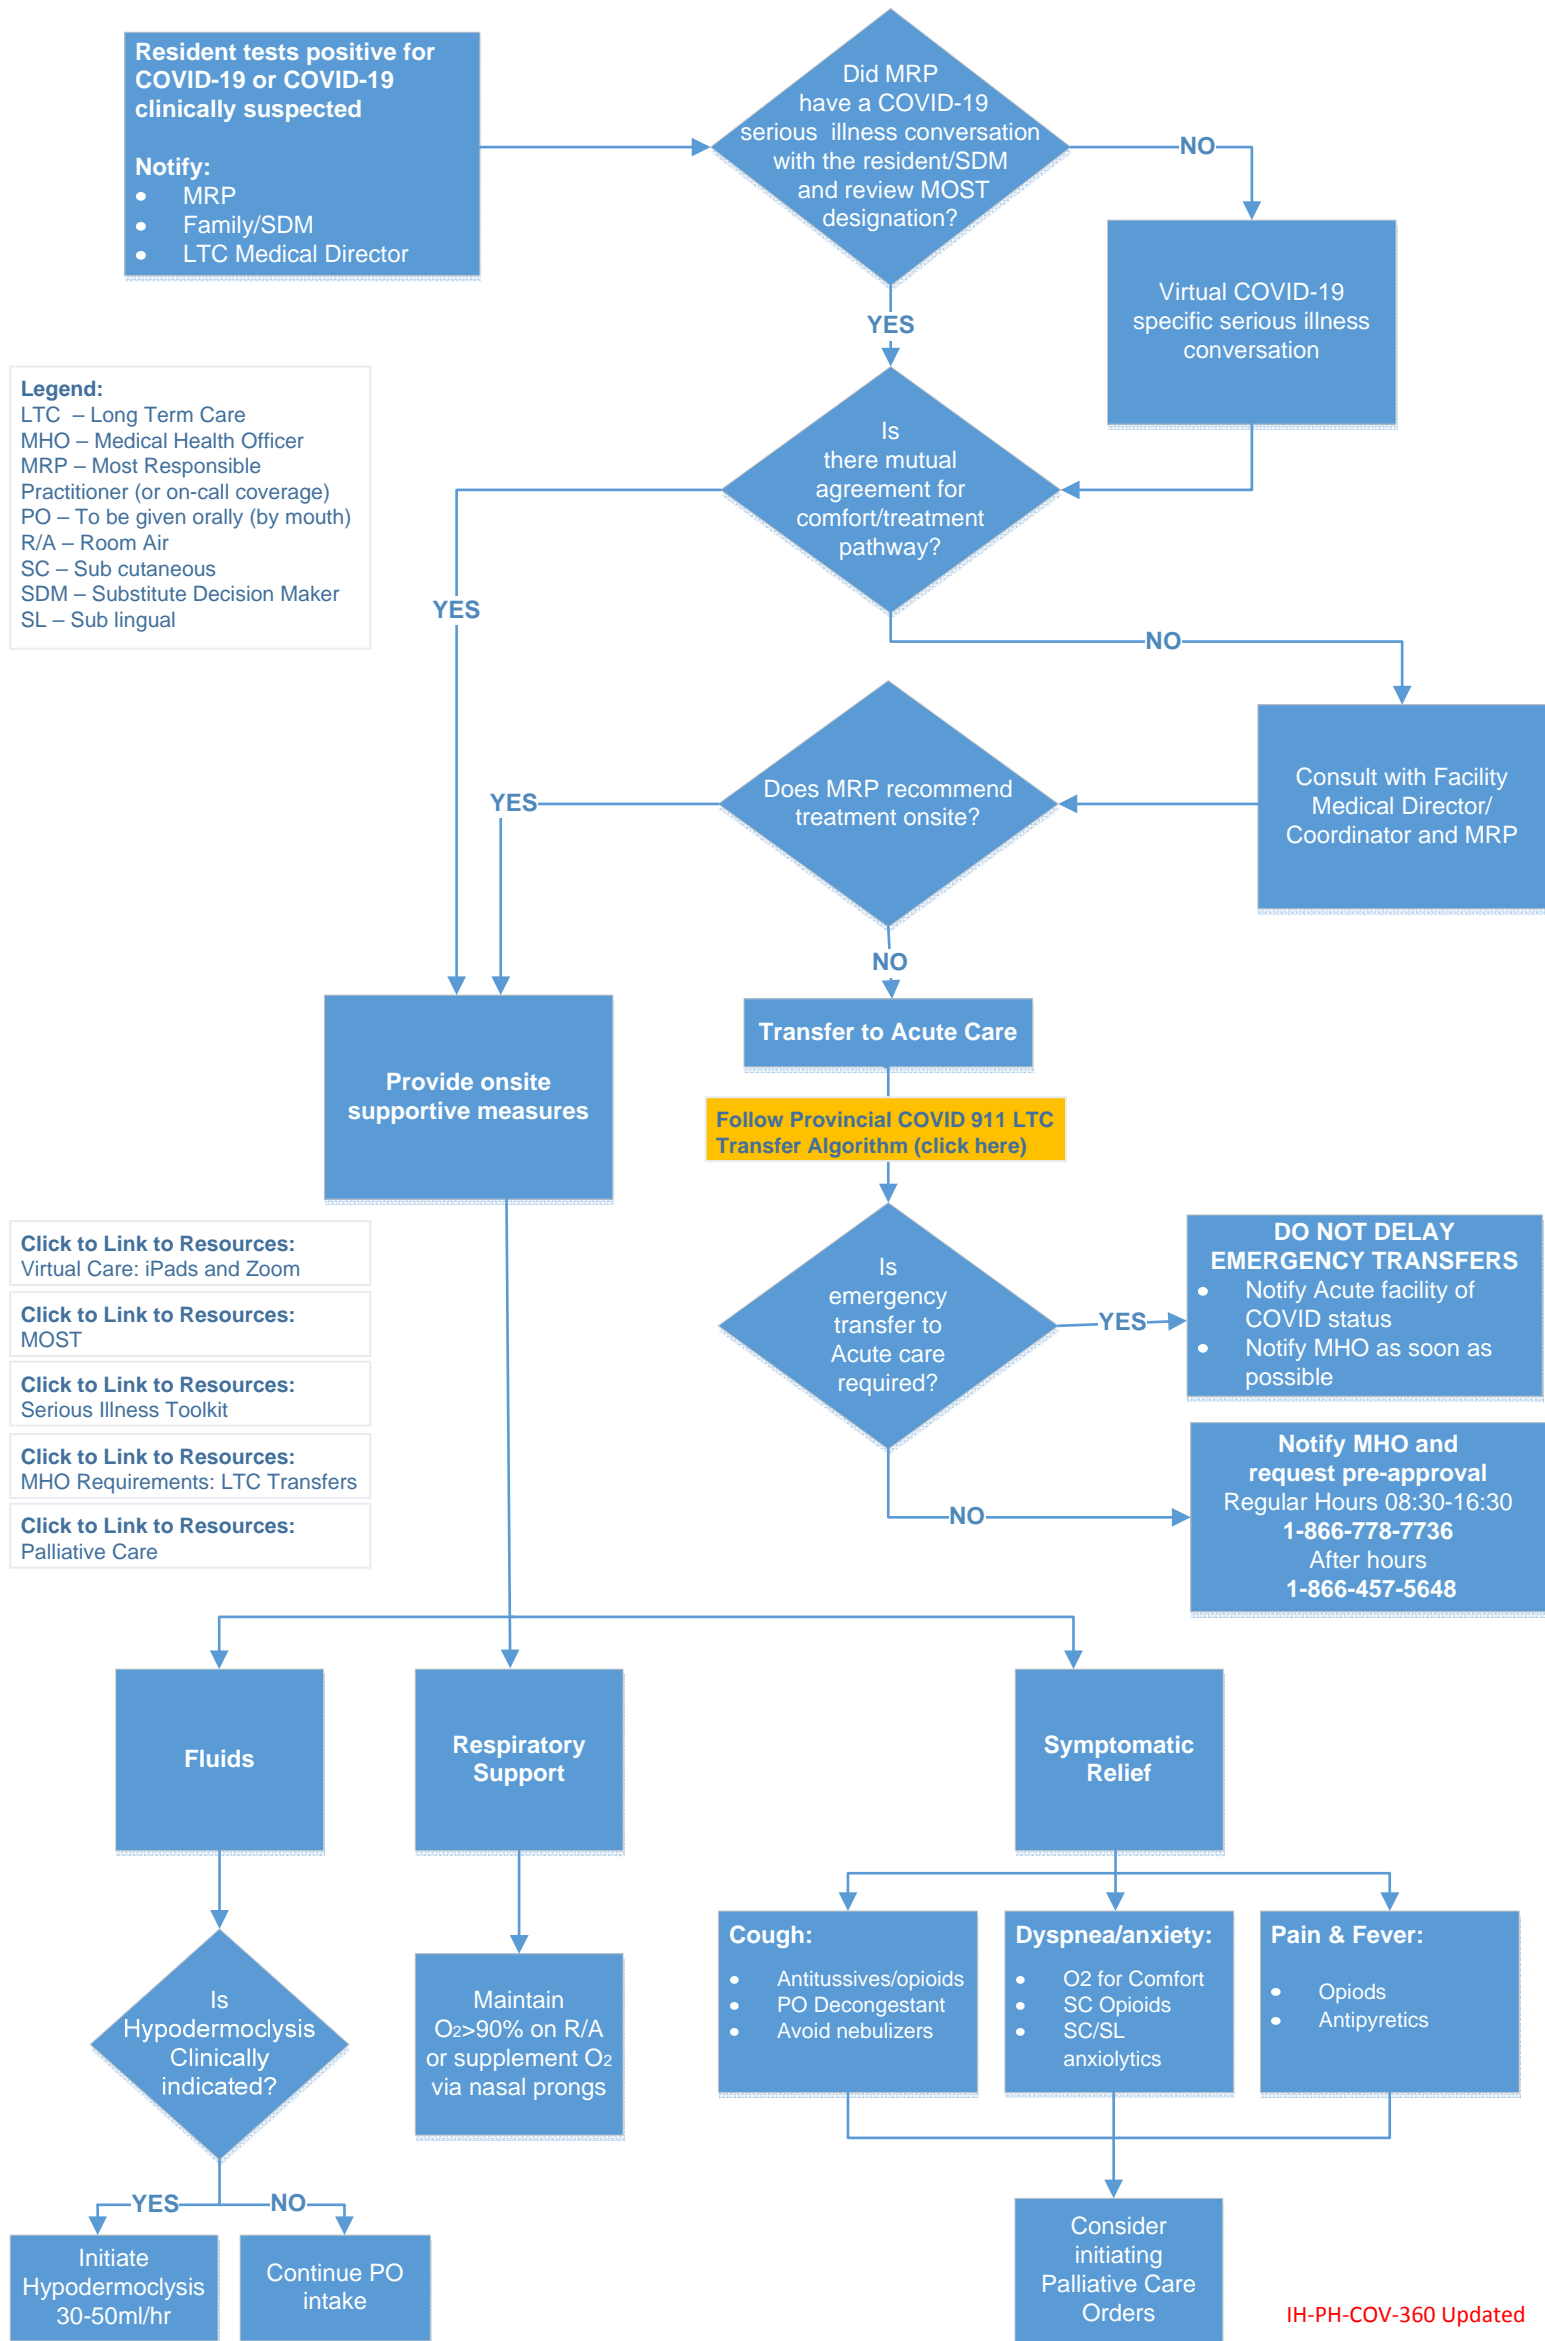 Resident tests positive for
COVID-19 or COVID-19
clinically suspected
Notify:
• MRP
• Family/SDM
• LTC Medical Director
Did MRP
have a COVID-19
serious illness conversation
with the resident/SDM
and review MOST
designation?
NO
YES
Virtual COVID-19
specific serious illness
conversation
Legend:
LTC – Long Term Care
MHO – Medical Health Officer
MRP – Most Responsible
Practitioner (or on-call coverage)
PO – To be given orally (by mouth)
R/A – Room Air
SC – Sub cutaneous
SDM – Substitute Decision Maker
SL – Sub lingual
Is
there mutual
agreement for
comfort/treatment
pathway?
YES
NO
Consult with Facility
Medical Director/
Coordinator and MRP
Does MRP recommend
treatment onsite?
YES
NO
Provide onsite
supportive measures
Transfer to Acute Care
Follow Provincial COVID 911 LTC
Transfer Algorithm (click here)
Is
emergency
transfer to
Acute care
required?
YES
DO NOT DELAY
EMERGENCY TRANSFERS
• Notify Acute facility of
COVID status
• Notify MHO as soon as
possible
NO
Notify MHO and
request pre-approval
Regular Hours 08:30-16:30
1-866-778-7736
After hours
1-866-457-5648
Click to Link to Resources:
Virtual Care: iPads and Zoom
Click to Link to Resources:
MOST
Click to Link to Resources:
Serious Illness Toolkit
Click to Link to Resources:
MHO Requirements: LTC Transfers
Click to Link to Resources:
Palliative Care
Fluids
Respiratory
Support
Symptomatic
Relief
Is
Hypodermoclysis
Clinically
indicated?
Maintain
O2>90% on R/A
or supplement O2
via nasal prongs
Cough:
• Antitussives/opioids
• PO Decongestant
• Avoid nebulizers
Dyspnea/anxiety:
• O2 for Comfort
• SC Opioids
• SC/SL
anxiolytics
Pain & Fever:
• Opiods
• Antipyretics
YES
NO
Initiate
Hypodermoclysis
30-50ml/hr
Continue PO
intake
Consider
initiating
Palliative Care
Orders
IH-PH-COV-360 Updated